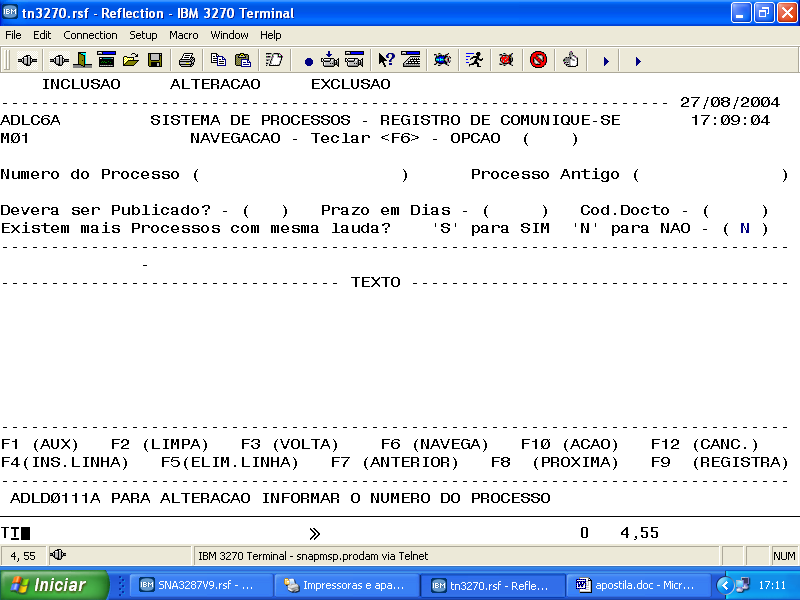 tn3270.rsf - Reflection - IBM 3270 Terminal
File Edit Connection Setup Macro Window Help
INCLUSAO ALTERACAO EXCLUSAO
------------------------------------------------------------------- 27/08/2004
ADLC6A SISTEMA DE PROCESSOS - REGISTRO DE COMUNIQUE-SE 17:09:04
M01 NAVEGACAO - Teclar <F6> - OPCAO ( )
Numero do Processo ( ) Processo Antigo ( )
Devera ser Publicado? - ( ) Prazo em Dias - ( ) Cod.Docto - ( )
Existem mais Processos com mesma lauda? 'S' para SIM 'N' para NAO - ( N )
-------------------------------------------------------------------------------
-
---------------------------------- TEXTO --------------------------------------
-------------------------------------------------------------------------------
F1 (AUX) F2 (LIMPA) F3 (VOLTA) F6 (NAVEGA) F10 (ACAO) F12 (CANC.)
F4(INS.LINHA) F5(ELIM.LINHA) F7 (ANTERIOR) F8 (PROXIMA) F9 (REGISTRA)
-------------------------------------------------------------------------------
ADLD0111A PARA ALTERACAO INFORMAR O NUMERO DO PROCESSO
TI » 0 4,55
4, 55 IBM 3270 Terminal - snapmsp.prodam via Telnet NUM
Iniciar SNA3287V9.rsf - ... Impressoras e apa... tn3270.rsf - Refle... apostila.doc - Micr... 17:11